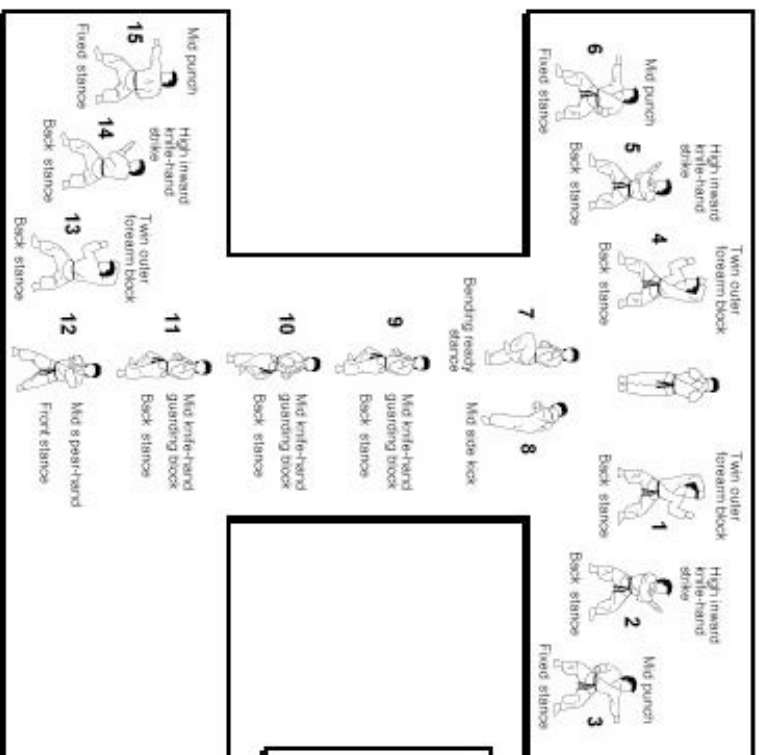 Twin outer
forearm block
1
Back stance
High inward
knife-hand
strike
2
Back stance
Mid punch
3
Fixed stance
Twin outer
forearm block
4
Back stance
High inward
knife-hand
strike
5
Back stance
Mid punch
6
Fixed stance
7
Bending ready
stance
8
Mid side kick
9
Mid knife-hand
guarding block
Back stance
10
Mid knife-hand
guarding block
Back stance
11
Mid knife-hand
guarding block
Back stance
12
Mid spear-hand
Front stance
Twin outer
forearm block
13
Back stance
High inward
knife-hand
strike
14
Back stance
Mid punch
15
Fixed stance